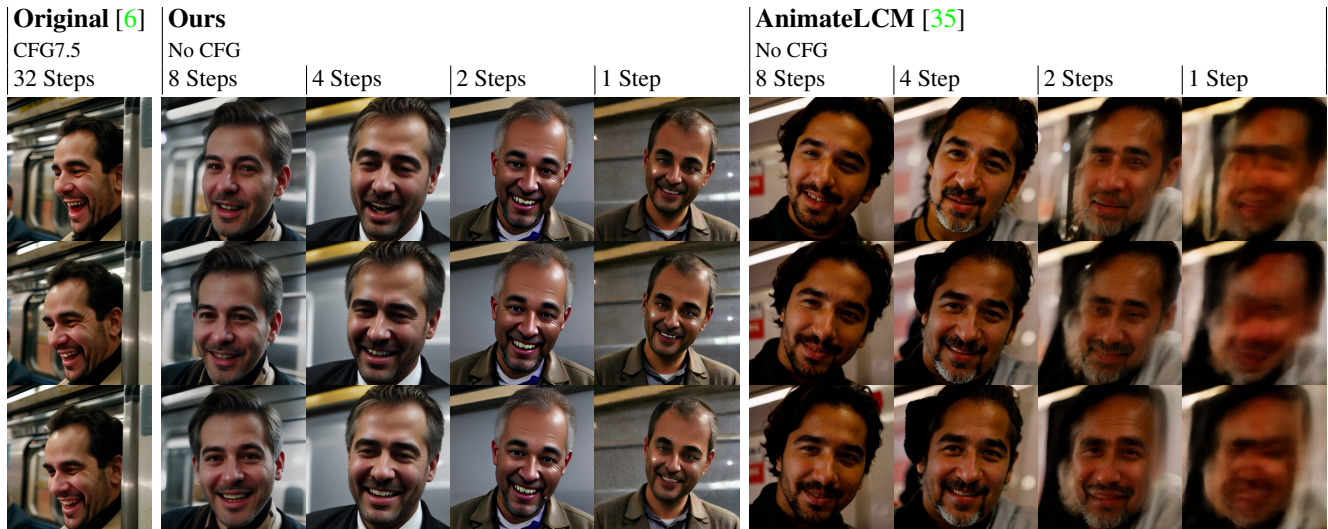 Original [6] Ours AnimateLCM [35]
CFG7.5 No CFG No CFG
32 Steps 8 Steps 4 Steps 2 Steps 1 Step 8 Steps 4 Step 2 Steps 1 Step